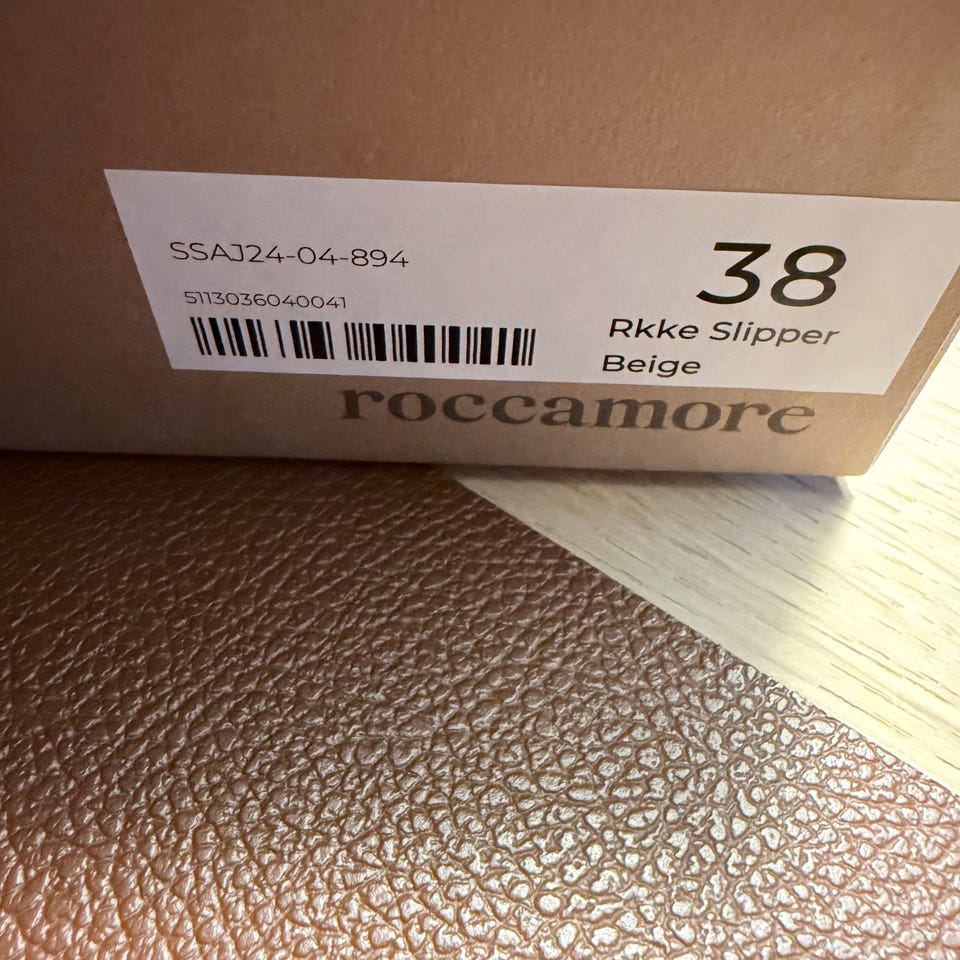 SSAJ24-04-894
5113036040041
38
Rkke Slipper
Beige
roccamore